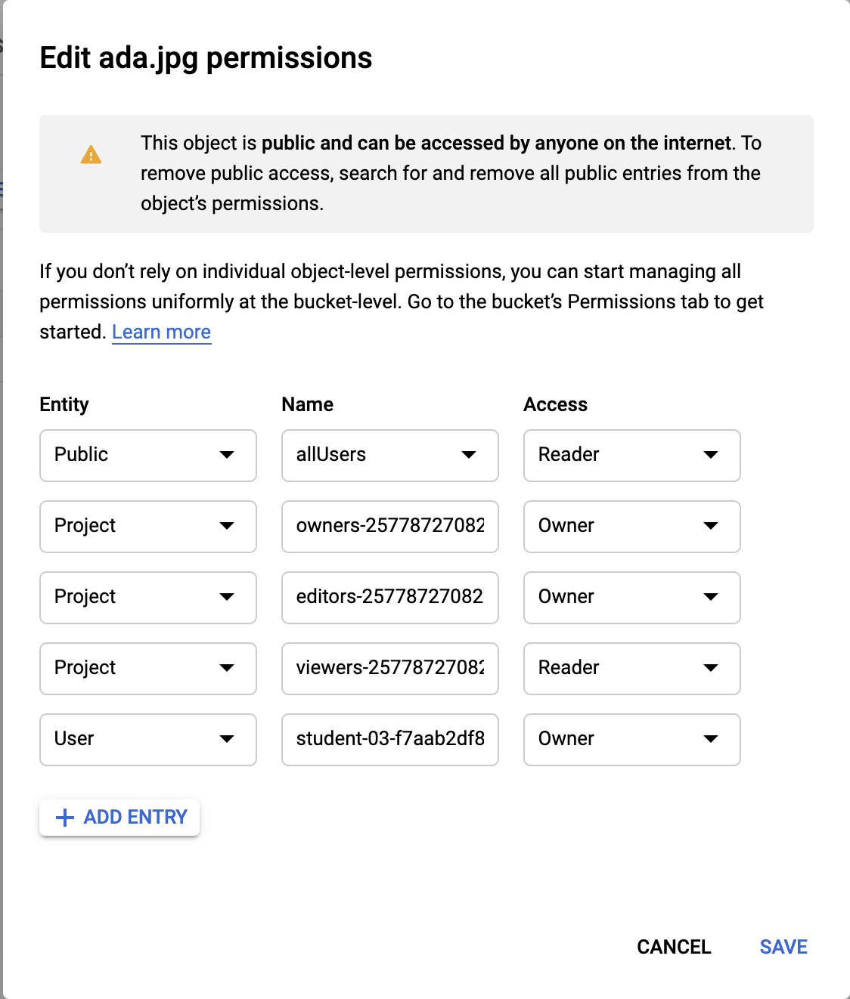 Edit ada.jpg permissions
This object is public and can be accessed by anyone on the internet. To
remove public access, search for and remove all public entries from the
object’s permissions.
If you don’t rely on individual object-level permissions, you can start managing all
permissions uniformly at the bucket-level. Go to the bucket’s Permissions tab to get
started. Learn more
Entity Name Access
Public allUsers Reader
Project owners-25778727082 Owner
Project editors-25778727082 Owner
Project viewers-25778727082 Reader
User student-03-f7aab2df8 Owner
+ ADD ENTRY
CANCEL SAVE